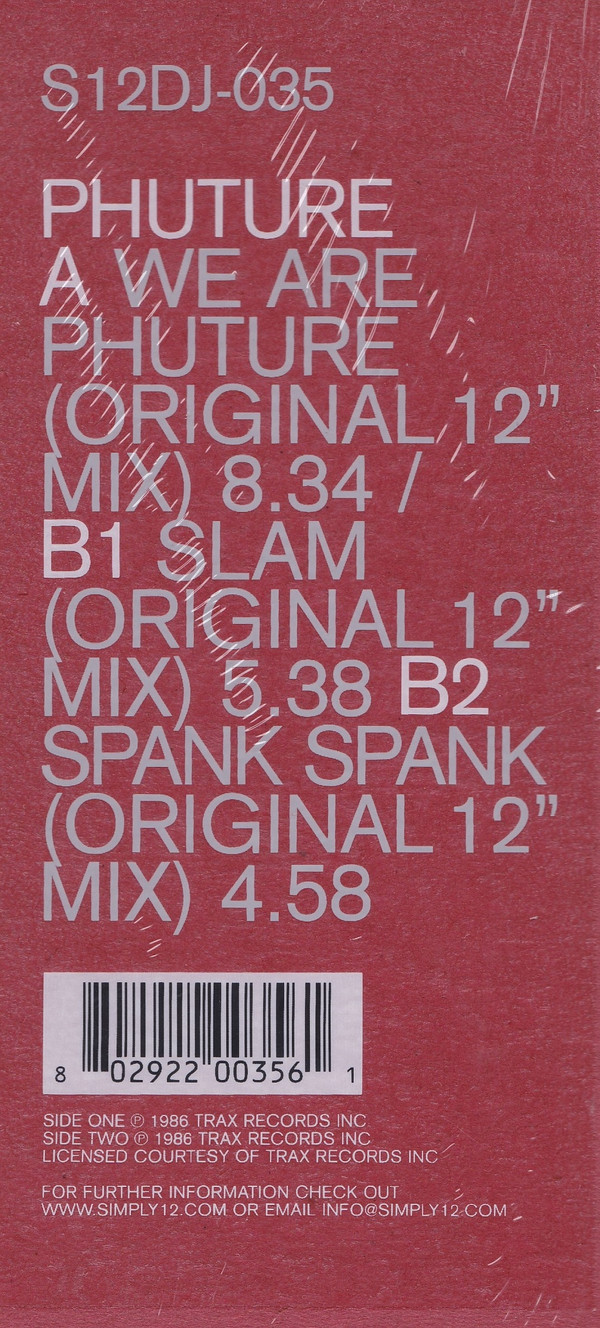 S12DJ-035
PHUTURE
A WE ARE
PHUTURE
(ORIGINAL 12”
MIX) 8.34 /
B1 SLAM
(ORIGINAL 12”
MIX) 5.38 B2
SPANK SPANK
(ORIGINAL 12”
MIX) 4.58
8 02922 00356 1
SIDE ONE ℗ 1986 TRAX RECORDS INC
SIDE TWO ℗ 1986 TRAX RECORDS INC
LICENSED COURTESY OF TRAX RECORDS INC
FOR FURTHER INFORMATION CHECK OUT
WWW.SIMPLY12.COM OR EMAIL INFO@SIMPLY12.COM